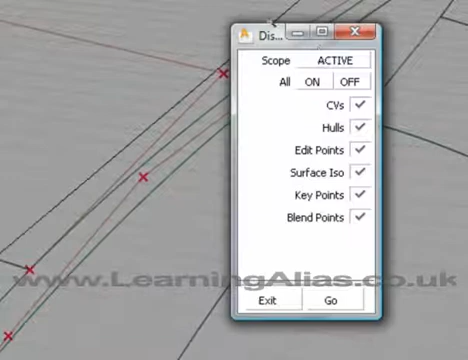 Dis...
Scope ACTIVE
All ON OFF
CVs
Hulls
Edit Points
Surface Iso
Key Points
Blend Points
www.LearningAlias.co.uk
Exit Go